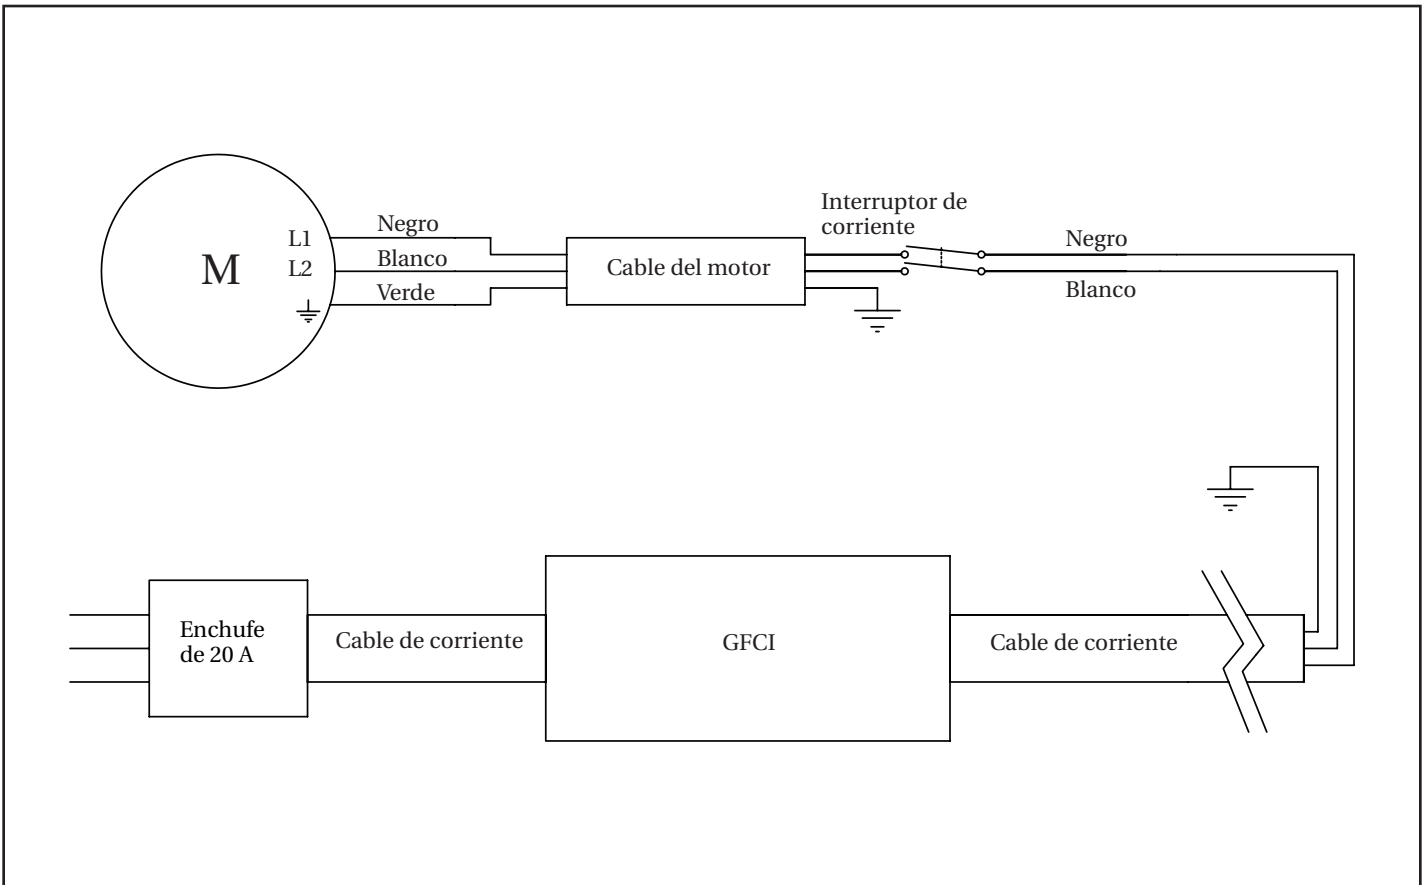 Interruptor de
corriente
Negro
L1
Negro
M
L2
Blanco
Cable del motor
Verde
Blanco
Enchufe
de 20 A
Cable de corriente
GFCI
Cable de corriente